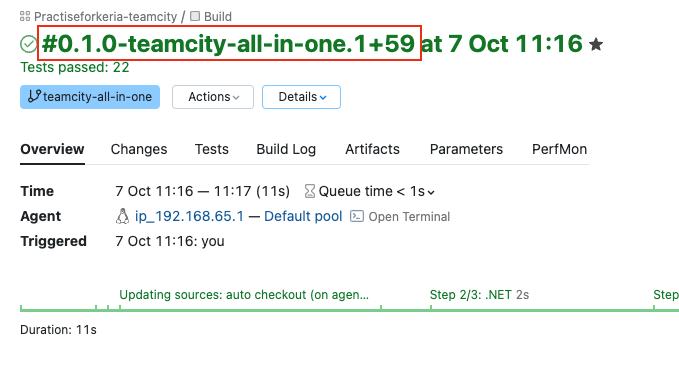 Practiseforkeria-teamcity / Build
#0.1.0-teamcity-all-in-one.1+59 at 7 Oct 11:16
Tests passed: 22
teamcity-all-in-one Actions Details
Overview Changes Tests Build Log Artifacts Parameters PerfMon
Time 7 Oct 11:16 — 11:17 (11s) Queue time < 1s
Agent ip_192.168.65.1 — Default pool Open Terminal
Triggered 7 Oct 11:16: you
Updating sources: auto checkout (on agen... Step 2/3: .NET 2s Step
Duration: 11s